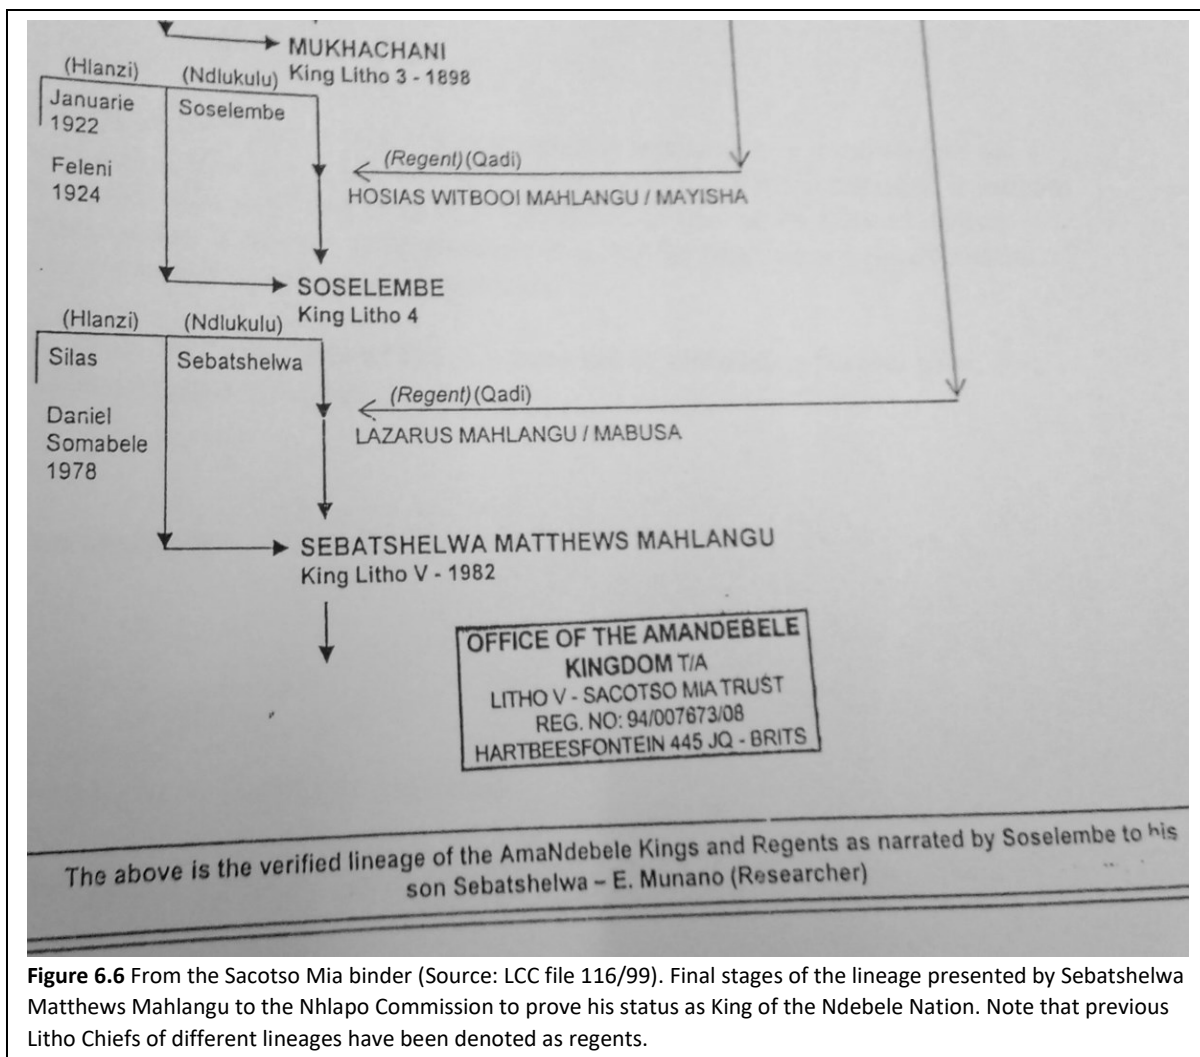 MUKHACHANI
(Hlanzi)
(Ndlukulu)
King Litho 3 - 1898
Januarie
1922
Soselembe
Feleni
1924
(Regent)(Qadi)
HOSIAS WITBOOI MAHLANGU / MAYISHA
SOSELEMBE
King Litho 4
(Hlanzi)
(Ndlukulu)
Silas
Sebatshelwa
Daniel
Somabele
1978
(Regent)(Qadi)
LAZARUS MAHLANGU / MABUSA
SEBATSHELWA MATTHEWS MAHLANGU
King Litho V - 1982
OFFICE OF THE AMANDEBELE
KINGDOM T/A
LITHO V - SACOTSO MIA TRUST
REG. NO: 94/007673/08
HARTBEESFONTEIN 445 JQ - BRITS
The above is the verified lineage of the AmaNdebele Kings and Regents as narrated by Soselembe to his
son Sebatshelwa – E. Munano (Researcher)
Figure 6.6 From the Sacotso Mia binder (Source: LCC file 116/99). Final stages of the lineage presented by Sebatshelwa
Matthews Mahlangu to the Nhlapo Commission to prove his status as King of the Ndebele Nation. Note that previous
Litho Chiefs of different lineages have been denoted as regents.